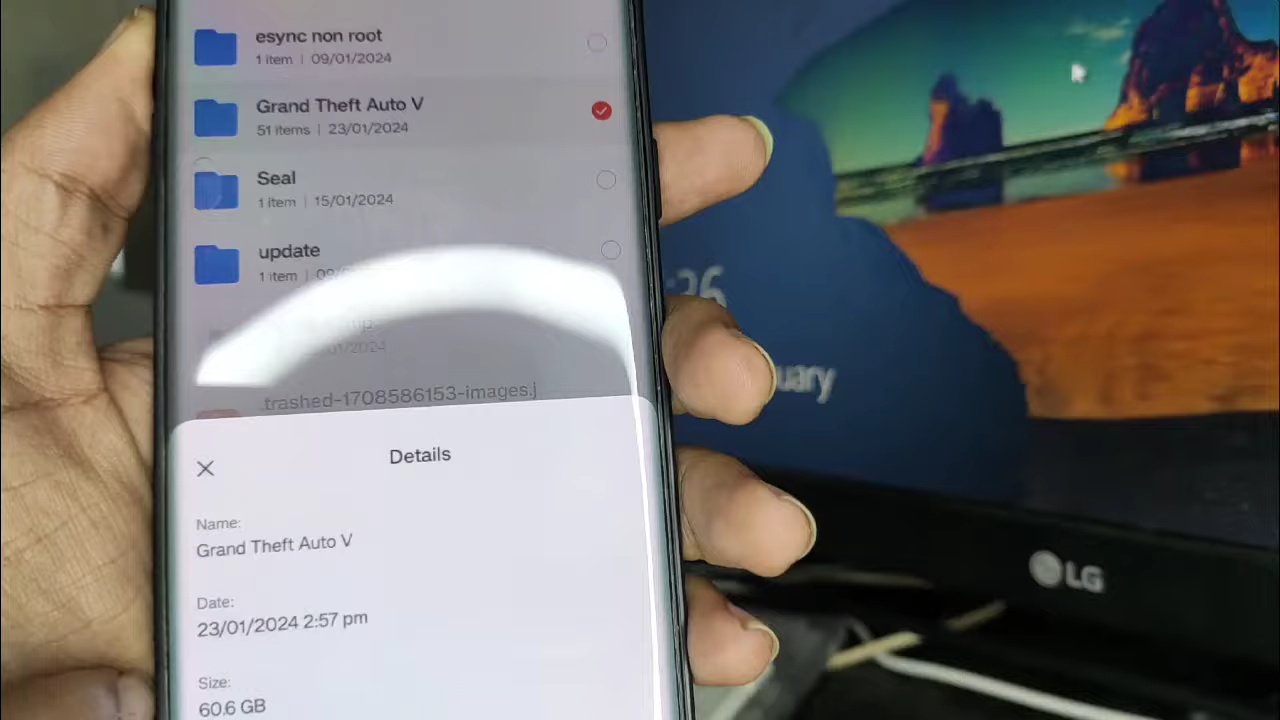 esync non root
1 item | 09/01/2024
Grand Theft Auto V
51 items | 23/01/2024
Seal
1 item | 15/01/2024
update
1 item |
.trashed-1708586153-images.j
Details
Name:
Grand Theft Auto V
Date:
23/01/2024 2:57 pm
Size:
60.6 GB
:26
uary
LG